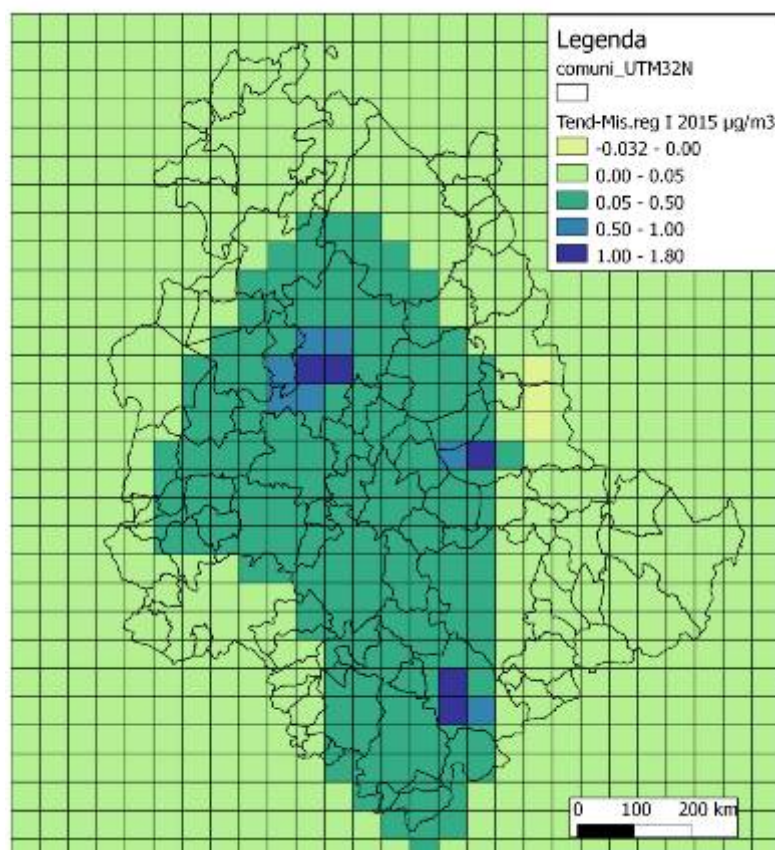 Legenda
comuni_UTM32N
Tend-Mis.reg I 2015 µg/m3
-0.032 - 0.00
0.00 - 0.05
0.05 - 0.50
0.50 - 1.00
1.00 - 1.80
0 100 200 km